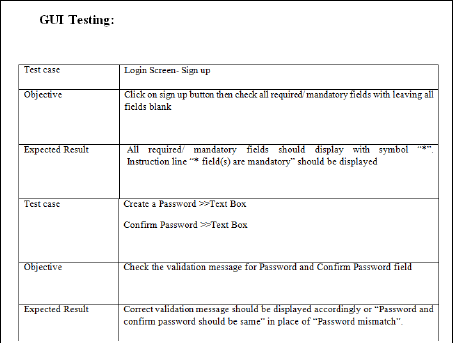 GUI Testing:
Test case
Login Screen- Sign up
Objective
Click on sign up button then check all required/ mandatory fields with leaving all
fields blank
Expected Result
All required/ mandatory fields should display with symbol “*”.
Instruction line “* field(s) are mandatory” should be displayed
Test case
Create a Password >>Text Box
Confirm Password >>Text Box
Objective
Check the validation message for Password and Confirm Password field
Expected Result
Correct validation message should be displayed accordingly or “Password and
confirm password should be same” in place of “Password mismatch”.